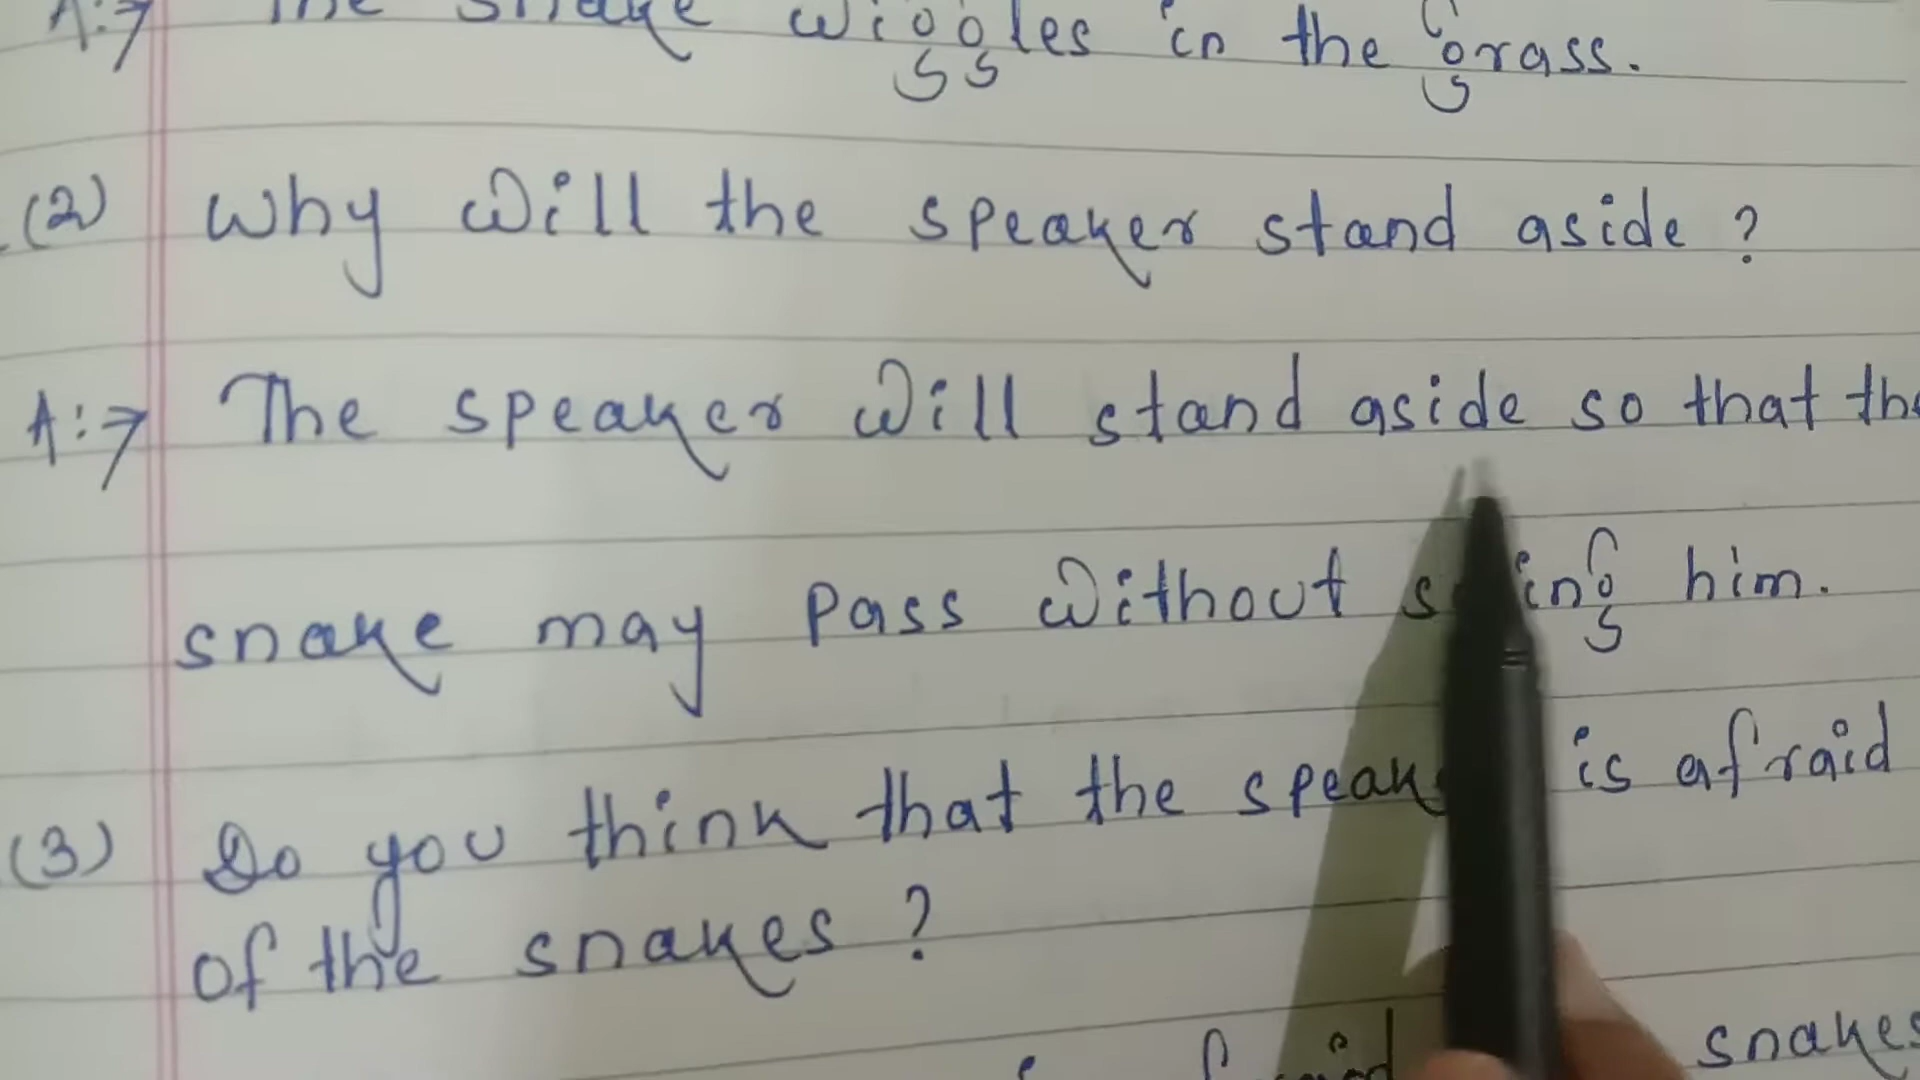 A:→ The snake wiggles in the grass.
(2) Why will the speaker stand aside ?
A:→ The speaker will stand aside so that the
snake may pass without him.
(3) Do you think that the is afraid
of the snakes ?
snakes